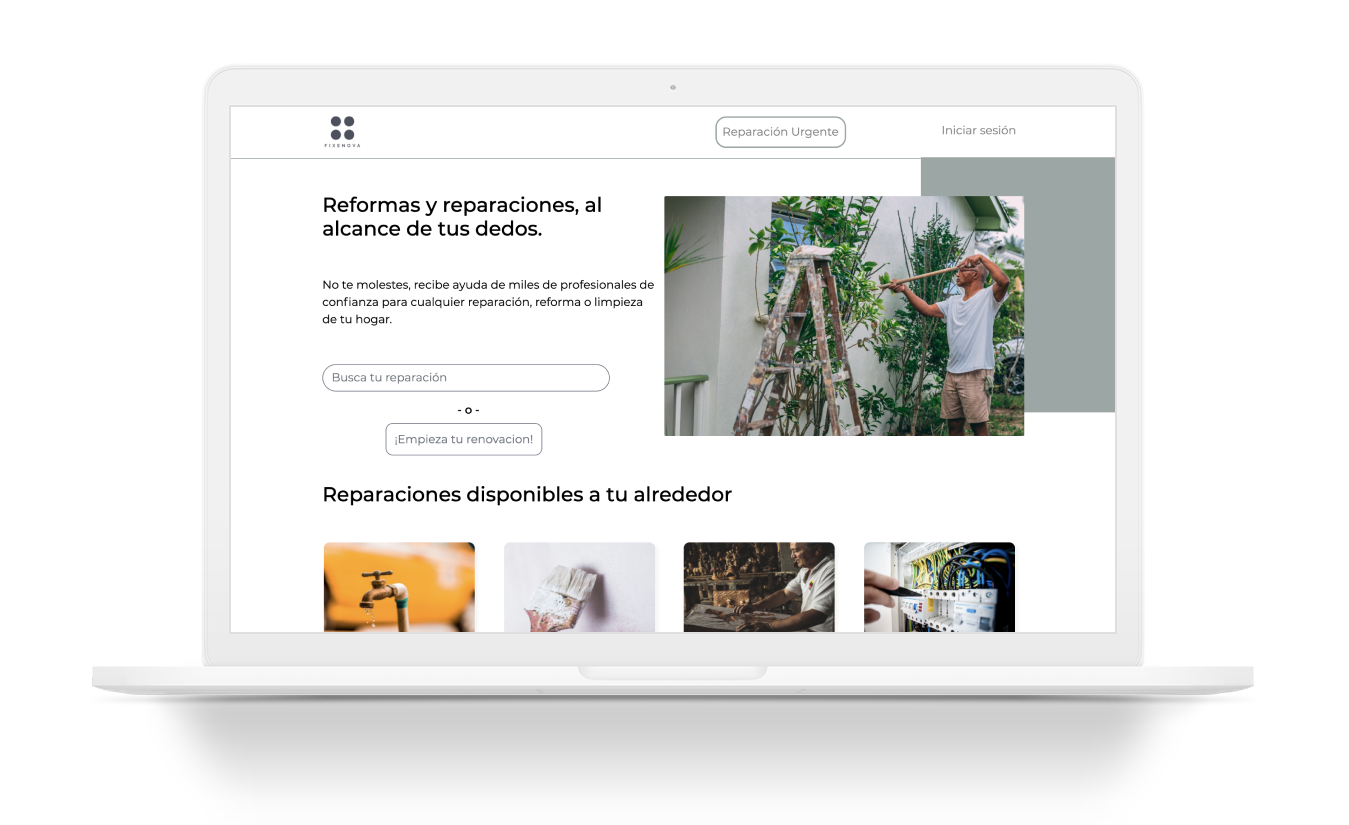 FIXENOVA
Reparación Urgente
Iniciar sesión
Reformas y reparaciones, al
alcance de tus dedos.
No te molestes, recibe ayuda de miles de profesionales de
confianza para cualquier reparación, reforma o limpieza
de tu hogar.
Busca tu reparación
- o -
¡Empieza tu renovacion!
Reparaciones disponibles a tu alrededor